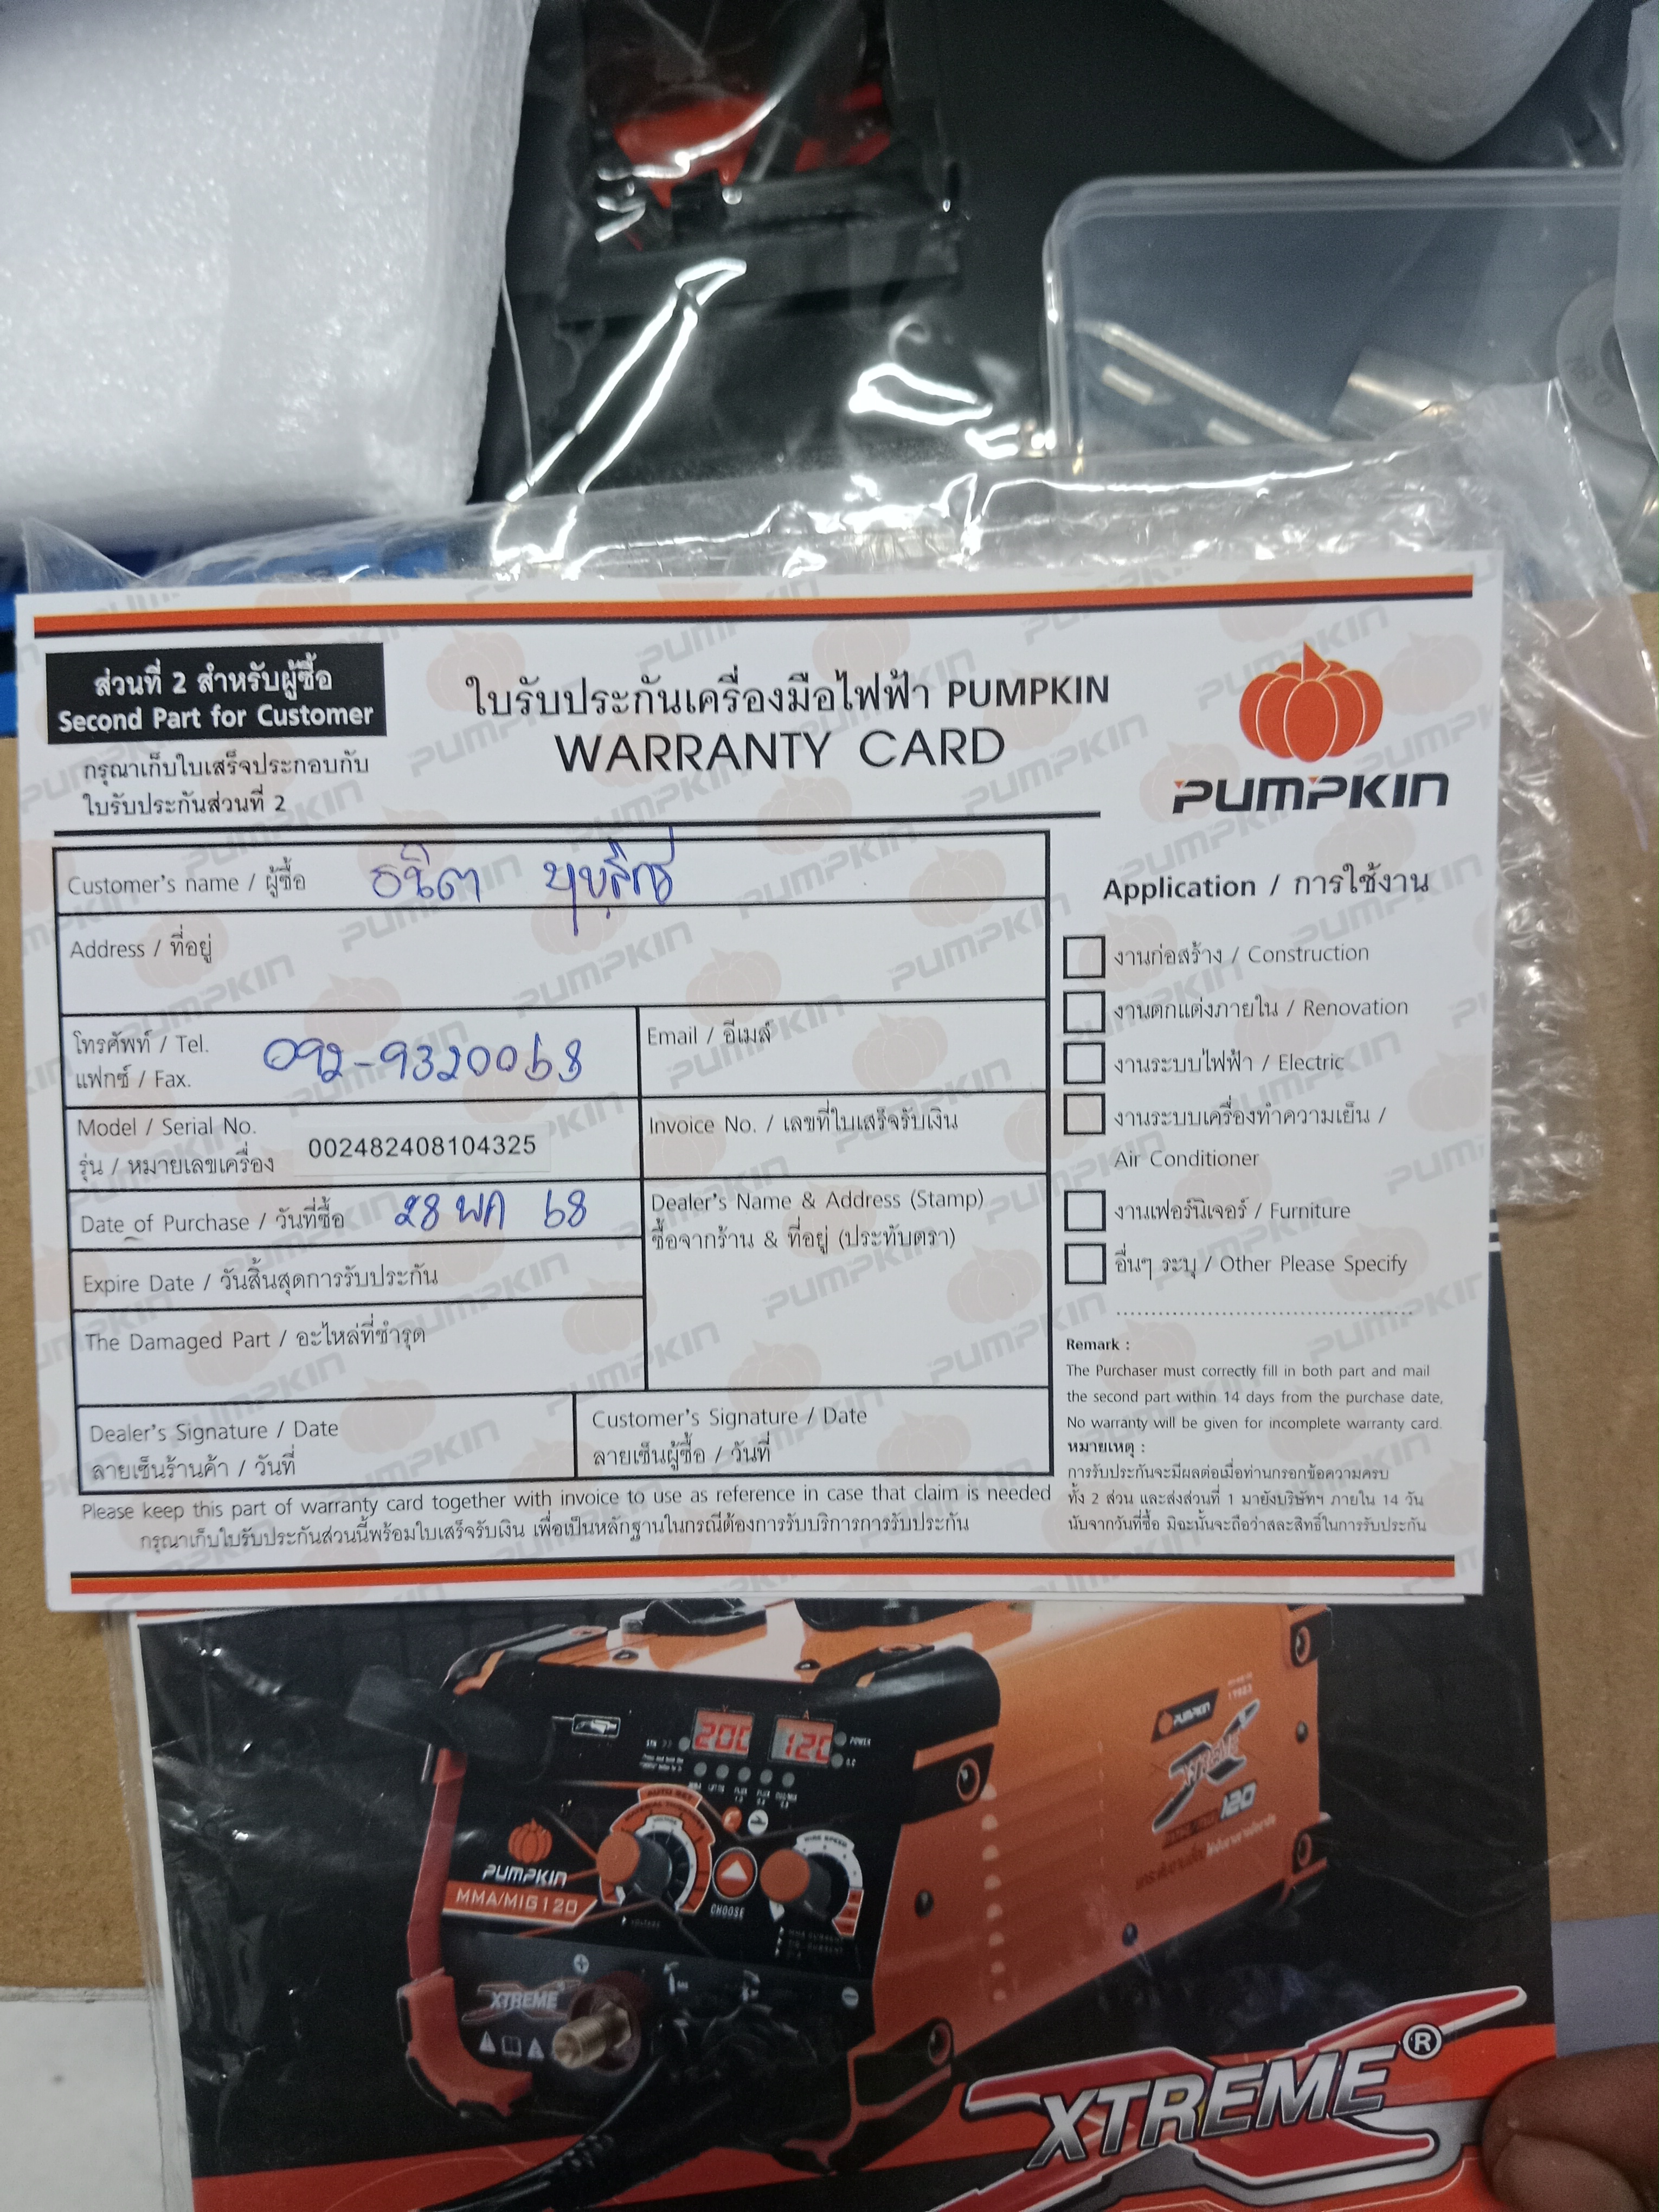 ส่วนที่ 2 สำหรับผู้ซื้อ
Second Part for Customer
กรุณาเก็บใบเสร็จประกอบกับ
ใบรับประกันส่วนที่ 2
ใบรับประกันเครื่องมือไฟฟ้า PUMPKIN
WARRANTY CARD
PUMPKIN
Customer's name / ผู้ซื้อ ธนิดา
Address / ที่อยู่
โทรศัพท์ / Tel. 092-9320068
แฟกซ์ / Fax.
Email / อีเมล์
Model / Serial No.
รุ่น / หมายเลขเครื่อง 002482408104325
Invoice No. / เลขที่ใบเสร็จรับเงิน
Date of Purchase / วันที่ซื้อ 28 พค 68
Dealer's Name & Address (Stamp)
ซื้อจากร้าน & ที่อยู่ (ประทับตรา)
Expire Date / วันสิ้นสุดการรับประกัน
The Damaged Part / อะไหล่ที่ชำรุด
Dealer's Signature / Date
ลายเซ็นร้านค้า / วันที่
Customer's Signature / Date
ลายเซ็นผู้ซื้อ / วันที่
Please keep this part of warranty card together with invoice to use as reference in case that claim is needed
กรุณาเก็บใบรับประกันส่วนนี้พร้อมใบเสร็จรับเงิน เพื่อเป็นหลักฐานในกรณีต้องการรับบริการการรับประกัน
Application / การใช้งาน
งานก่อสร้าง / Construction
งานตกแต่งภายใน / Renovation
งานระบบไฟฟ้า / Electric
งานระบบเครื่องทำความเย็น /
Air Conditioner
งานเฟอร์นิเจอร์ / Furniture
อื่นๆ ระบุ / Other Please Specify
Remark :
The Purchaser must correctly fill in both part and mail
the second part within 14 days from the purchase date,
No warranty will be given for incomplete warranty card.
หมายเหตุ :
การรับประกันจะมีผลต่อเมื่อท่านกรอกข้อความครบ
ทั้ง 2 ส่วน และส่งส่วนที่ 1 มายังบริษัทฯ ภายใน 14 วัน
นับจากวันที่ซื้อ มิฉะนั้นจะถือว่าสละสิทธิ์ในการรับประกัน
200 120
POWER
PUMPKIN
MMA/MIG120
CHOOSE
XTREME
PUMPKIN
XTREME
120
XTREME®